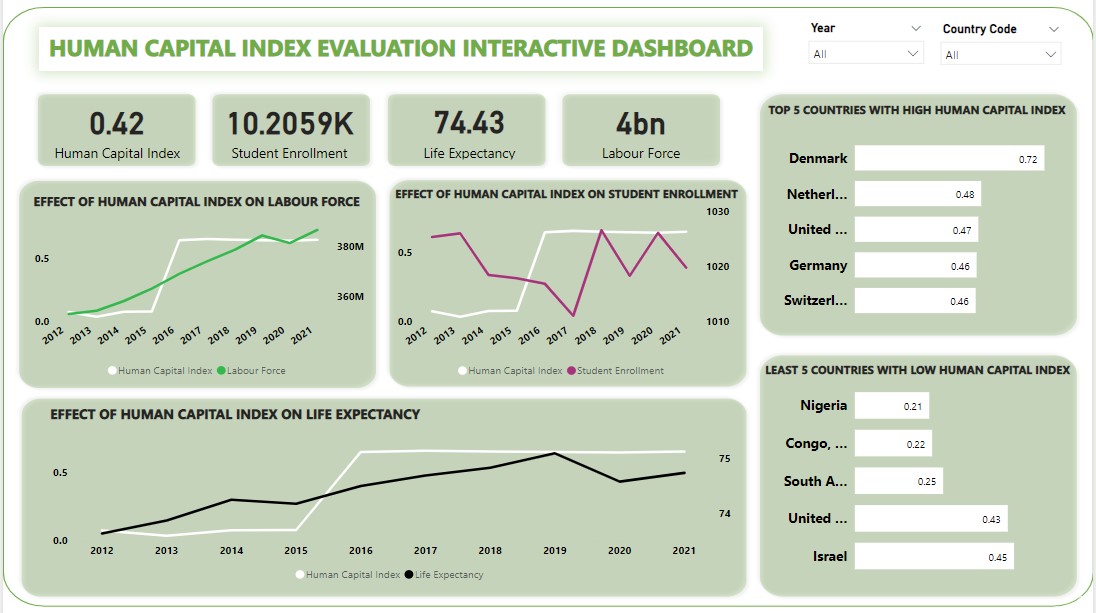 HUMAN CAPITAL INDEX EVALUATION INTERACTIVE DASHBOARD
Year
All
Country Code
All
0.42
Human Capital Index
10.2059K
Student Enrollment
74.43
Life Expectancy
4bn
Labour Force
EFFECT OF HUMAN CAPITAL INDEX ON LABOUR FORCE
0.5
0.0
380M
360M
2012 2013 2014 2015 2016 2017 2018 2019 2020 2021
Human Capital Index Labour Force
EFFECT OF HUMAN CAPITAL INDEX ON STUDENT ENROLLMENT
0.5
0.0
1030
1020
1010
2012 2013 2014 2015 2016 2017 2018 2019 2020 2021
Human Capital Index Student Enrollment
EFFECT OF HUMAN CAPITAL INDEX ON LIFE EXPECTANCY
0.5
0.0
75
74
2012 2013 2014 2015 2016 2017 2018 2019 2020 2021
Human Capital Index Life Expectancy
TOP 5 COUNTRIES WITH HIGH HUMAN CAPITAL INDEX
Denmark 0.72
Netherl... 0.48
United ... 0.47
Germany 0.46
Switzerl... 0.46
LEAST 5 COUNTRIES WITH LOW HUMAN CAPITAL INDEX
Nigeria 0.21
Congo, ... 0.22
South A... 0.25
United ... 0.43
Israel 0.45